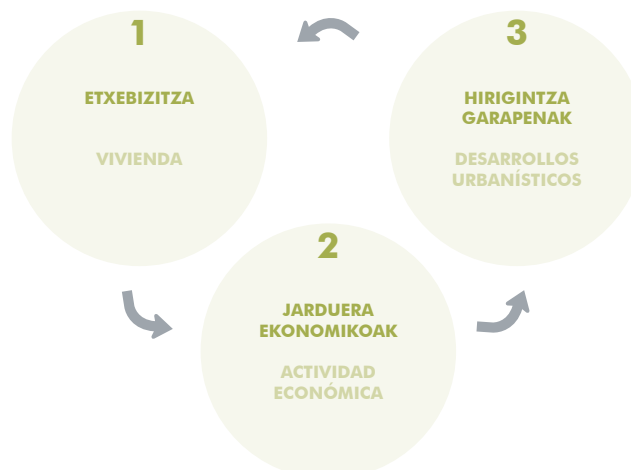 1
ETXEBIZITZA
VIVIENDA
2
JARDUERA
EKONOMIKOAK
ACTIVIDAD
ECONÓMICA
3
HIRIGINTZA
GARAPENAK
DESARROLLOS
URBANÍSTICOS